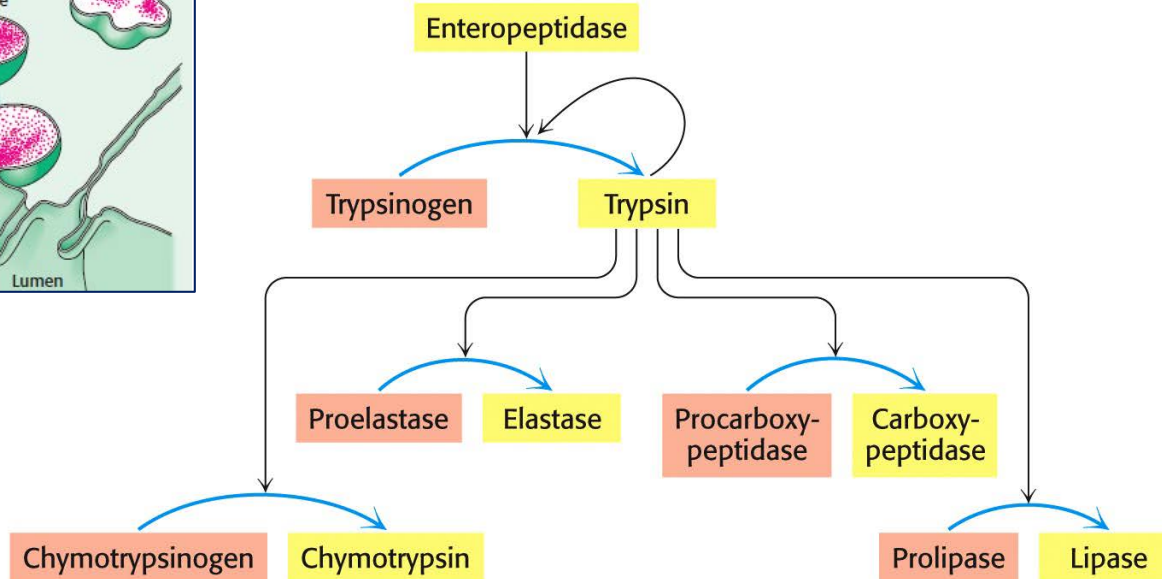 Enteropeptidase
Trypsinogen
Trypsin
Lumen
Proelastase
Elastase
Procarboxy-
peptidase
Carboxy-
peptidase
Chymotrypsinogen
Chymotrypsin
Prolipase
Lipase